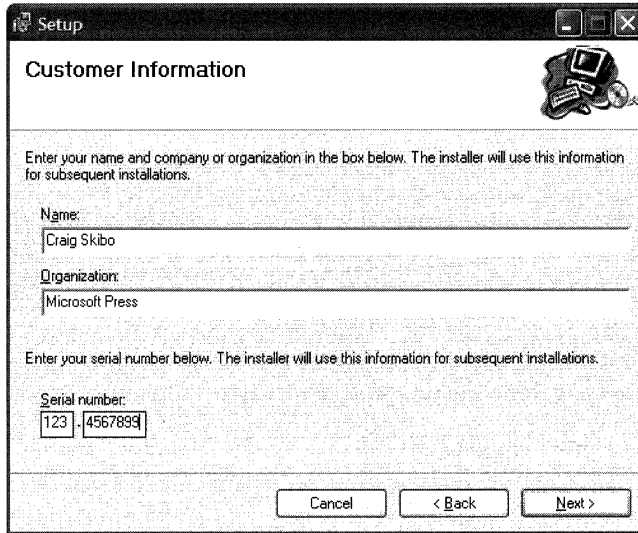 Setup
Customer Information
Enter your name and company or organization in the box below. The installer will use this information
for subsequent installations.
Name:
Craig Skibo
Organization:
Microsoft Press
Enter your serial number below. The installer will use this information for subsequent installations.
Serial number:
123 - 4567899
Cancel < Back Next >